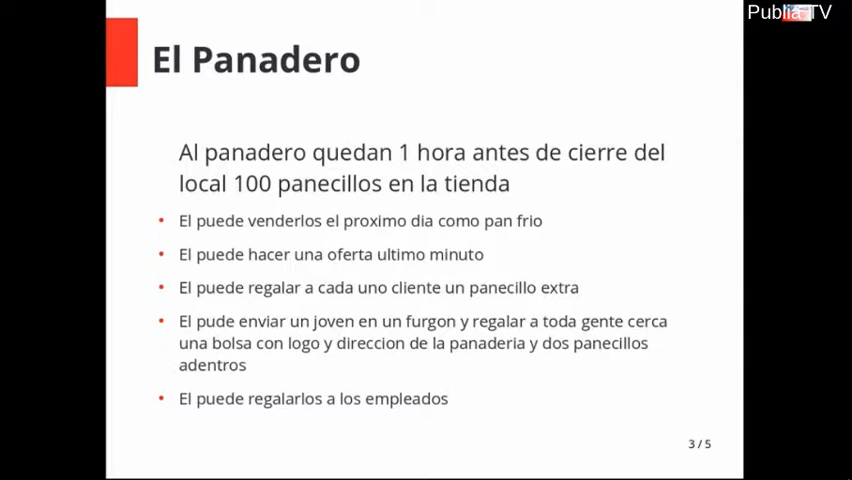 Publia TV
El Panadero
Al panadero quedan 1 hora antes de cierre del
local 100 panecillos en la tienda
• El puede venderlos el proximo dia como pan frio
• El puede hacer una oferta ultimo minuto
• El puede regalar a cada uno cliente un panecillo extra
• El pude enviar un joven en un furgon y regalar a toda gente cerca
una bolsa con logo y direccion de la panaderia y dos panecillos
adentros
• El puede regalarlos a los empleados
3 / 5